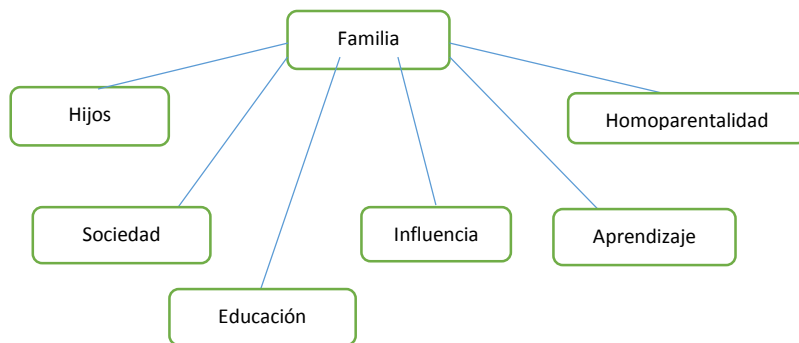 Familia
Hijos
Homoparentalidad
Sociedad
Influencia
Aprendizaje
Educación